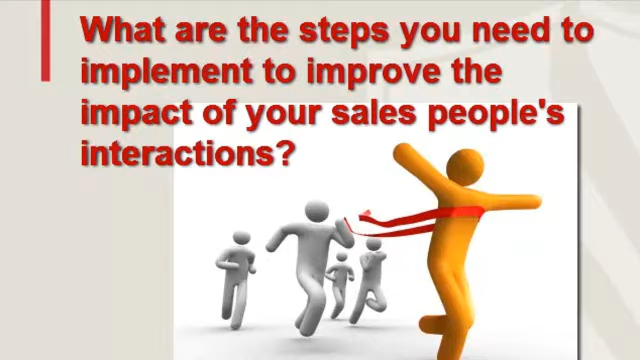 What are the steps you need to
implement to improve the
impact of your sales people's
interactions?